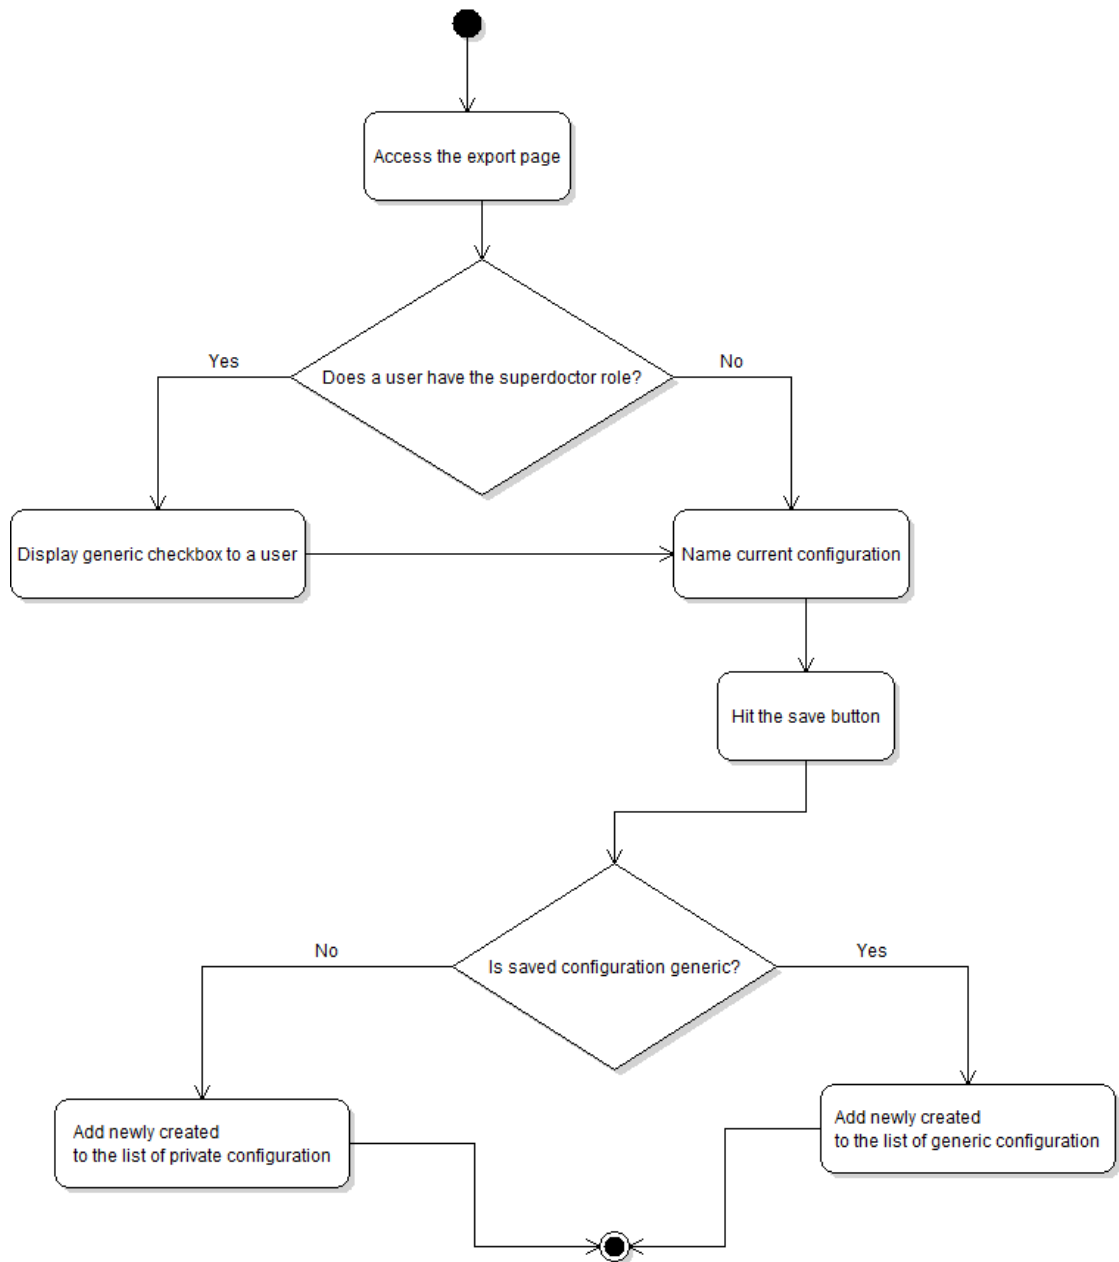 Access the export page
Yes
No
Does a user have the superdoctor role?
Display generic checkbox to a user
Name current configuration
Hit the save button
No
Yes
Is saved configuration generic?
Add newly created
to the list of private configuration
Add newly created
to the list of generic configuration